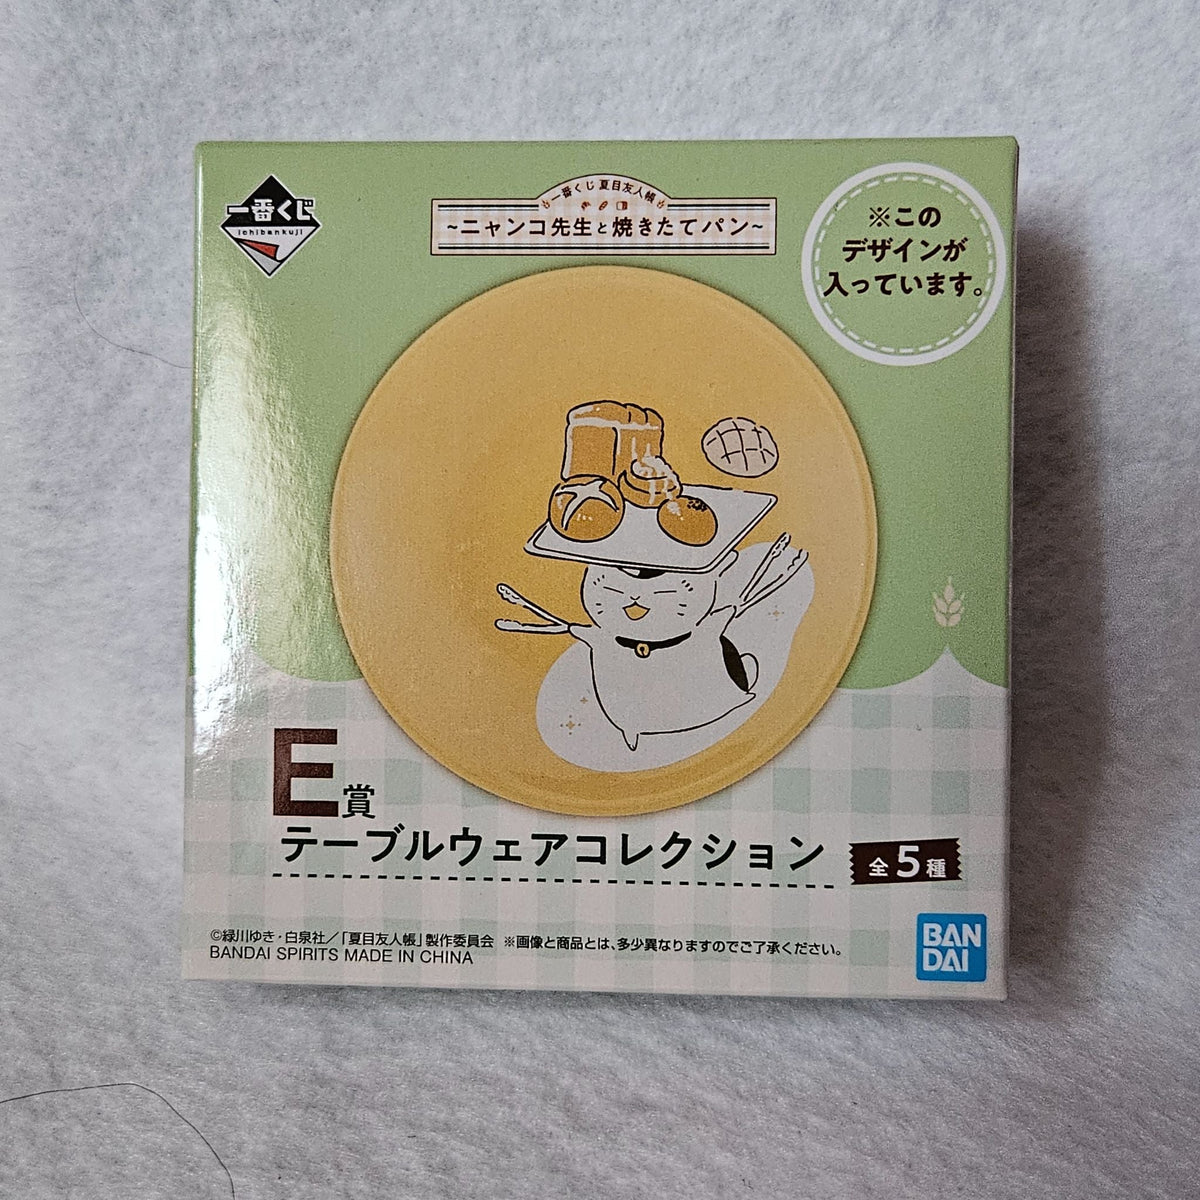 一番くじ
ichibankuji
一番くじ 夏目友人帳
~ニャンコ先生と焼きたてパン~
※この
デザインが
入っています。
E賞
テーブルウェアコレクション
全5種
©緑川ゆき・白泉社／「夏目友人帳」製作委員会 ※画像と商品とは、多少異なりますのでご了承ください。
BANDAI SPIRITS MADE IN CHINA
BAN
DAI